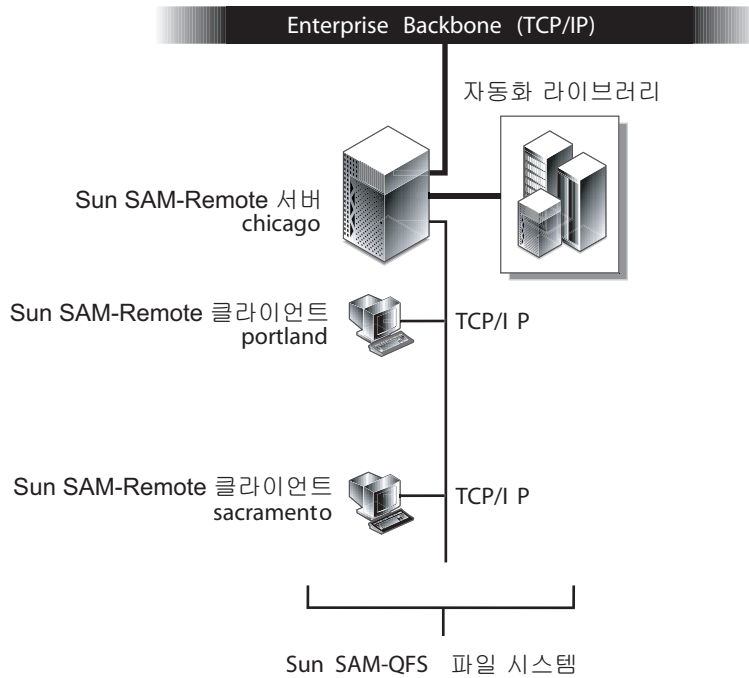 Enterprise Backbone (TCP/IP)
자동화 라이브러리
Sun SAM-Remote 서버
chicago
Sun SAM-Remote 클라이언트
portland
TCP/I P
Sun SAM-Remote 클라이언트
sacramento
TCP/I P
Sun SAM-QFS 파일 시스템